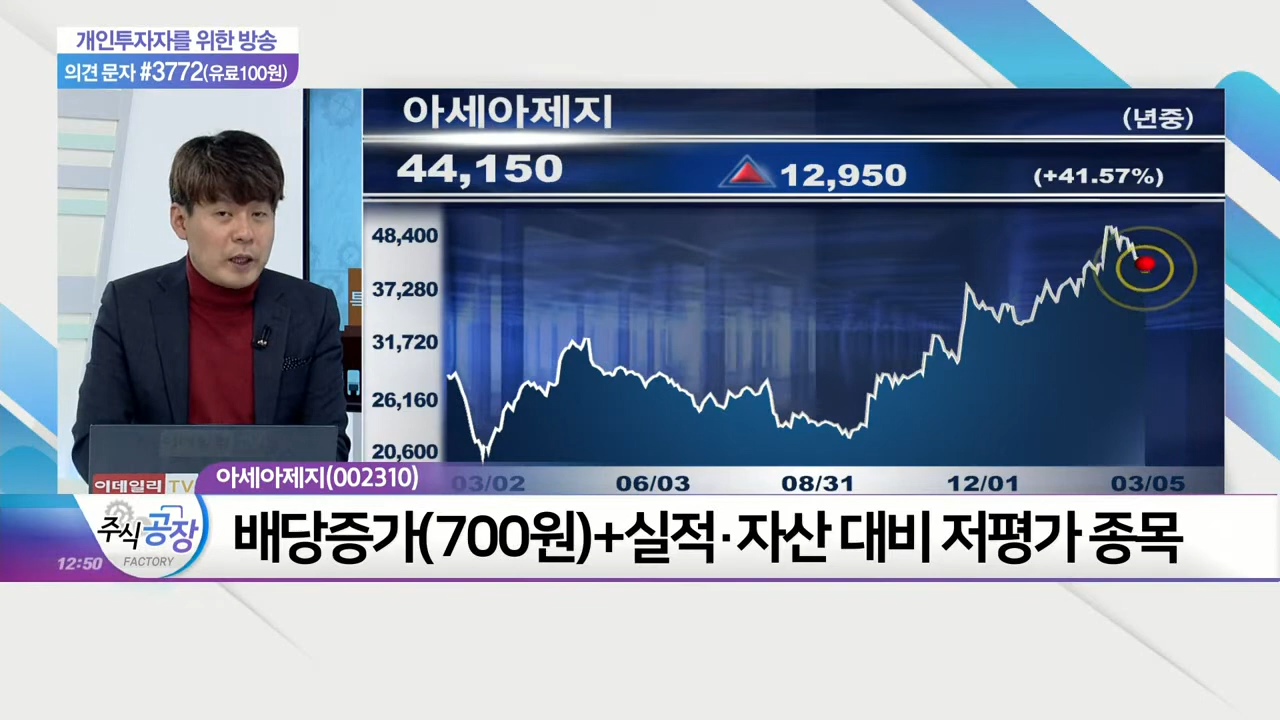 개인투자자를 위한 방송
의견 문자 #3772(유료100원)
아세아제지
(년중)
44,150
12,950
(+41.57%)
48,400
37,280
31,720
26,160
20,600
03/02
06/03
08/31
12/01
03/05
이데일리TV
아세아제지(002310)
주식공장
FACTORY
12:50
배당증가(700원)+실적·자산 대비 저평가 종목